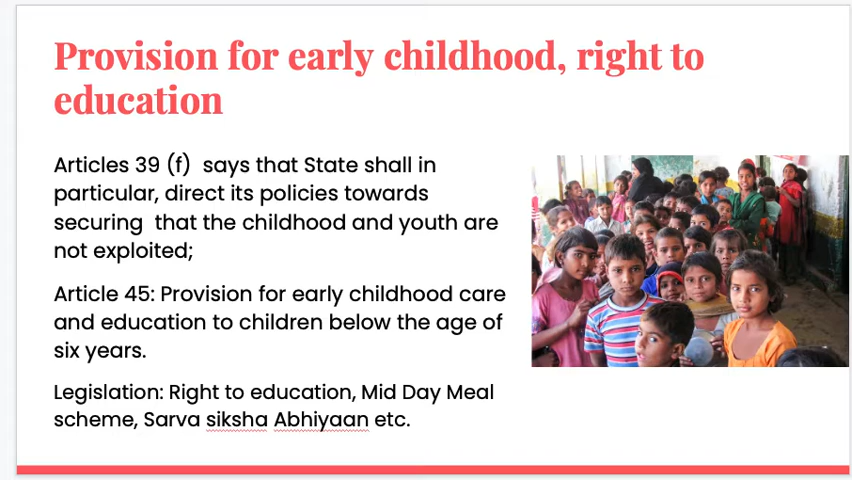 Provision for early childhood, right to
education
Articles 39 (f)  says that State shall in
particular, direct its policies towards
securing  that the childhood and youth are
not exploited;
Article 45: Provision for early childhood care
and education to children below the age of
six years.
Legislation: Right to education, Mid Day Meal
scheme, Sarva siksha Abhiyaan etc.